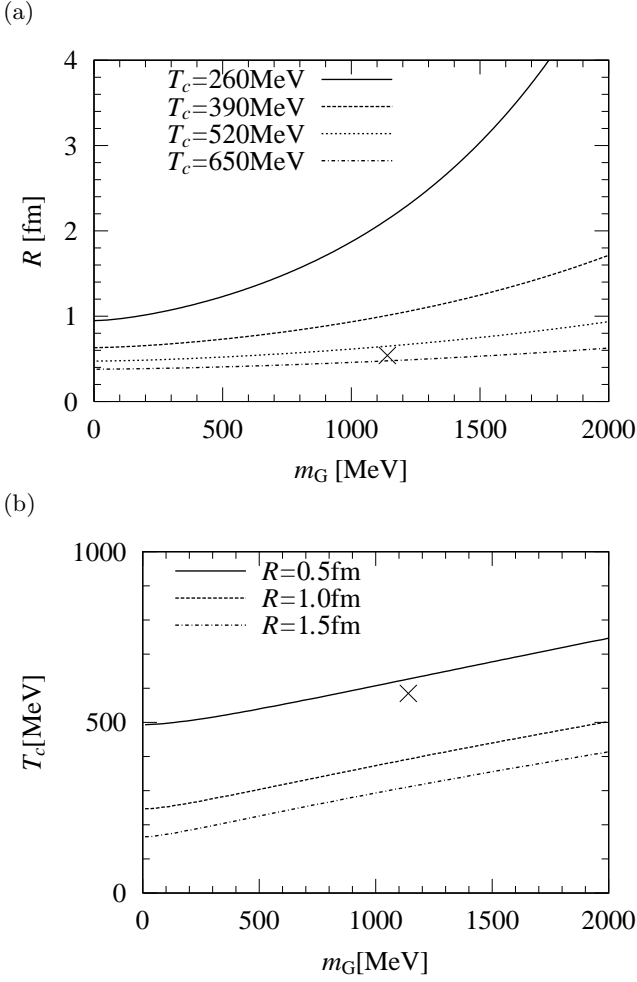 (a)
4
3
2
1
0
R [fm]
T_c=260MeV
T_c=390MeV
T_c=520MeV
T_c=650MeV
0 500 1000 1500 2000
m_G [MeV]
(b)
1000
500
0
T_c[MeV]
R=0.5fm
R=1.0fm
R=1.5fm
0 500 1000 1500 2000
m_G[MeV]